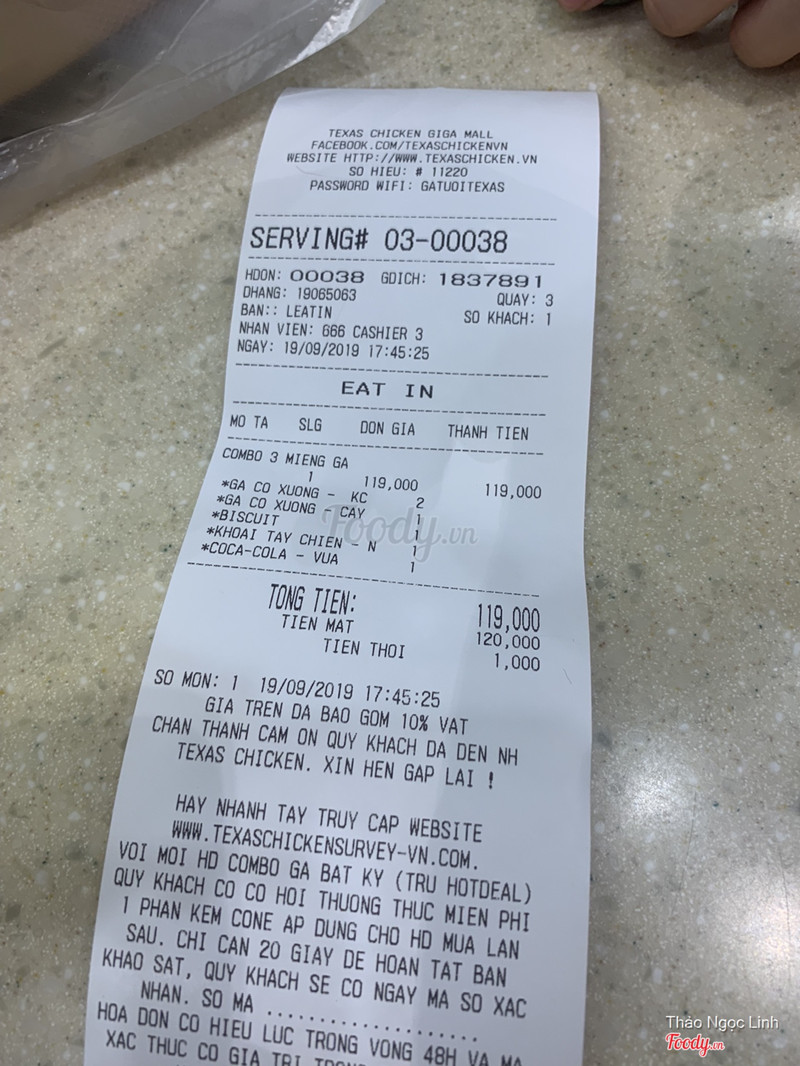 TEXAS CHICKEN GIGA MALL
FACEBOOK.COM/TEXASCHICKENVN
WEBSITE HTTP://WWW.TEXASCHICKEN.VN
SO HIEU: # 11220
PASSWORD WIFI: GATUOITEXAS
SERVING# 03-00038
HDON: 00038 GDICH: 1837891
DHANG: 19065063 QUAY: 3
BAN:: LEATIN SO KHACH: 1
NHAN VIEN: 666 CASHIER 3
NGAY: 19/09/2019 17:45:25
EAT IN
MO TA SLG DON GIA THANH TIEN
COMBO 3 MIENG GA
1 119,000 119,000
*GA CO XUONG - KC 2
*GA CO XUONG - CAY 1
*BISCUIT 1
*KHOAI TAY CHIEN - N 1
*COCA-COLA - VUA 1
Foody.vn
TONG TIEN: 119,000
TIEN MAT 120,000
TIEN THOI 1,000
SO MON: 1 19/09/2019 17:45:25
GIA TREN DA BAO GOM 10% VAT
CHAN THANH CAM ON QUY KHACH DA DEN NH
TEXAS CHICKEN. XIN HEN GAP LAI !
HAY NHANH TAY TRUY CAP WEBSITE
WWW.TEXASCHICKENSURVEY-VN.COM.
VOI MOI HD COMBO GA BAT KY (TRU HOTDEAL)
QUY KHACH CO CO HOI THUONG THUC MIEN PHI
1 PHAN KEM CONE AP DUNG CHO HD MUA LAN
SAU. CHI CAN 20 GIAY DE HOAN TAT BAN
KHAO SAT, QUY KHACH SE CO NGAY MA SO XAC
NHAN. SO MA ...................
HOA DON CO HIEU LUC TRONG VONG 48H VA MA
XAC THUC CO GIA TRI TRONG
Thảo Ngọc Linh
Foody.vn